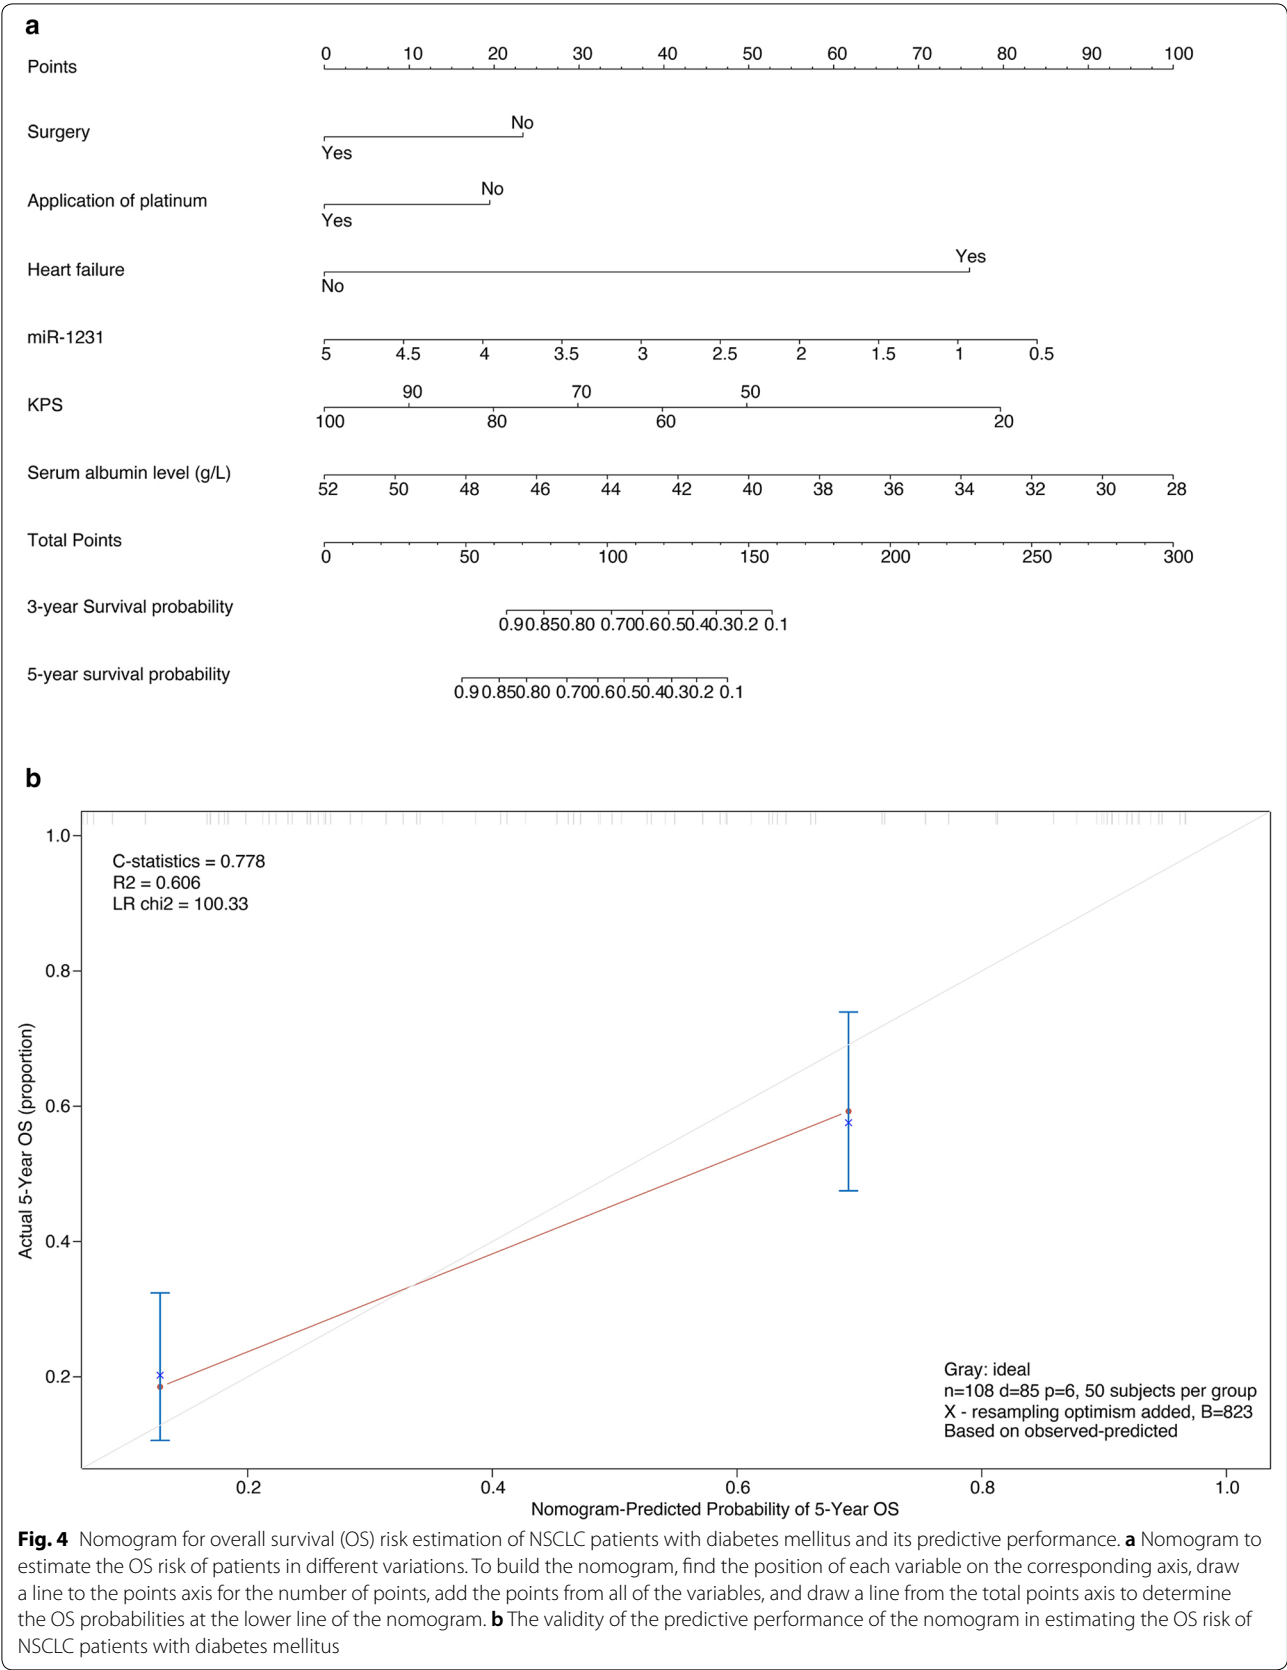 a
Points
0 10 20 30 40 50 60 70 80 90 100
Surgery
No
Yes
Application of platinum
No
Yes
Heart failure
Yes
No
miR-1231
5 4.5 4 3.5 3 2.5 2 1.5 1 0.5
KPS
90 70 50
100 80 60 20
Serum albumin level (g/L)
52 50 48 46 44 42 40 38 36 34 32 30 28
Total Points
0 50 100 150 200 250 300
3-year Survival probability
0.9 0.85 0.80 0.70 0.6 0.5 0.4 0.3 0.2 0.1
5-year survival probability
0.9 0.85 0.80 0.70 0.6 0.5 0.4 0.3 0.2 0.1
b
C-statistics = 0.778
R2 = 0.606
LR chi2 = 100.33
1.0
0.8
0.6
0.4
0.2
Actual 5-Year OS (proportion)
Gray: ideal
n=108 d=85 p=6, 50 subjects per group
X - resampling optimism added, B=823
Based on observed-predicted
0.2 0.4 0.6 0.8 1.0
Nomogram-Predicted Probability of 5-Year OS
Fig. 4 Nomogram for overall survival (OS) risk estimation of NSCLC patients with diabetes mellitus and its predictive performance. a Nomogram to
estimate the OS risk of patients in different variations. To build the nomogram, find the position of each variable on the corresponding axis, draw
a line to the points axis for the number of points, add the points from all of the variables, and draw a line from the total points axis to determine
the OS probabilities at the lower line of the nomogram. b The validity of the predictive performance of the nomogram in estimating the OS risk of
NSCLC patients with diabetes mellitus